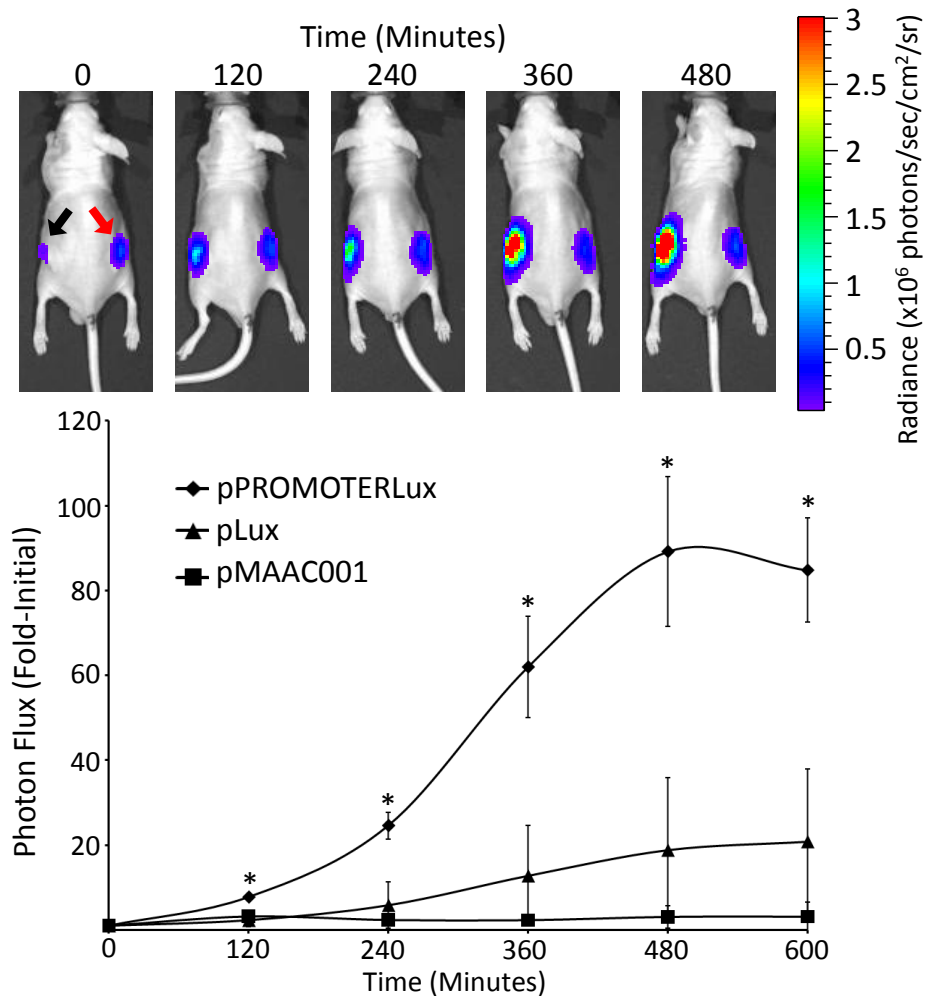 Time (Minutes)
0 120 240 360 480
3
2.5
2
1.5
1
0.5
Radiance (x10⁶ photons/sec/cm²/sr)
120
100
80
60
40
20
Photon Flux (Fold-Initial)
pPROMOTERLux
pLux
pMAAC001
* * * * *
0 120 240 360 480 600
Time (Minutes)